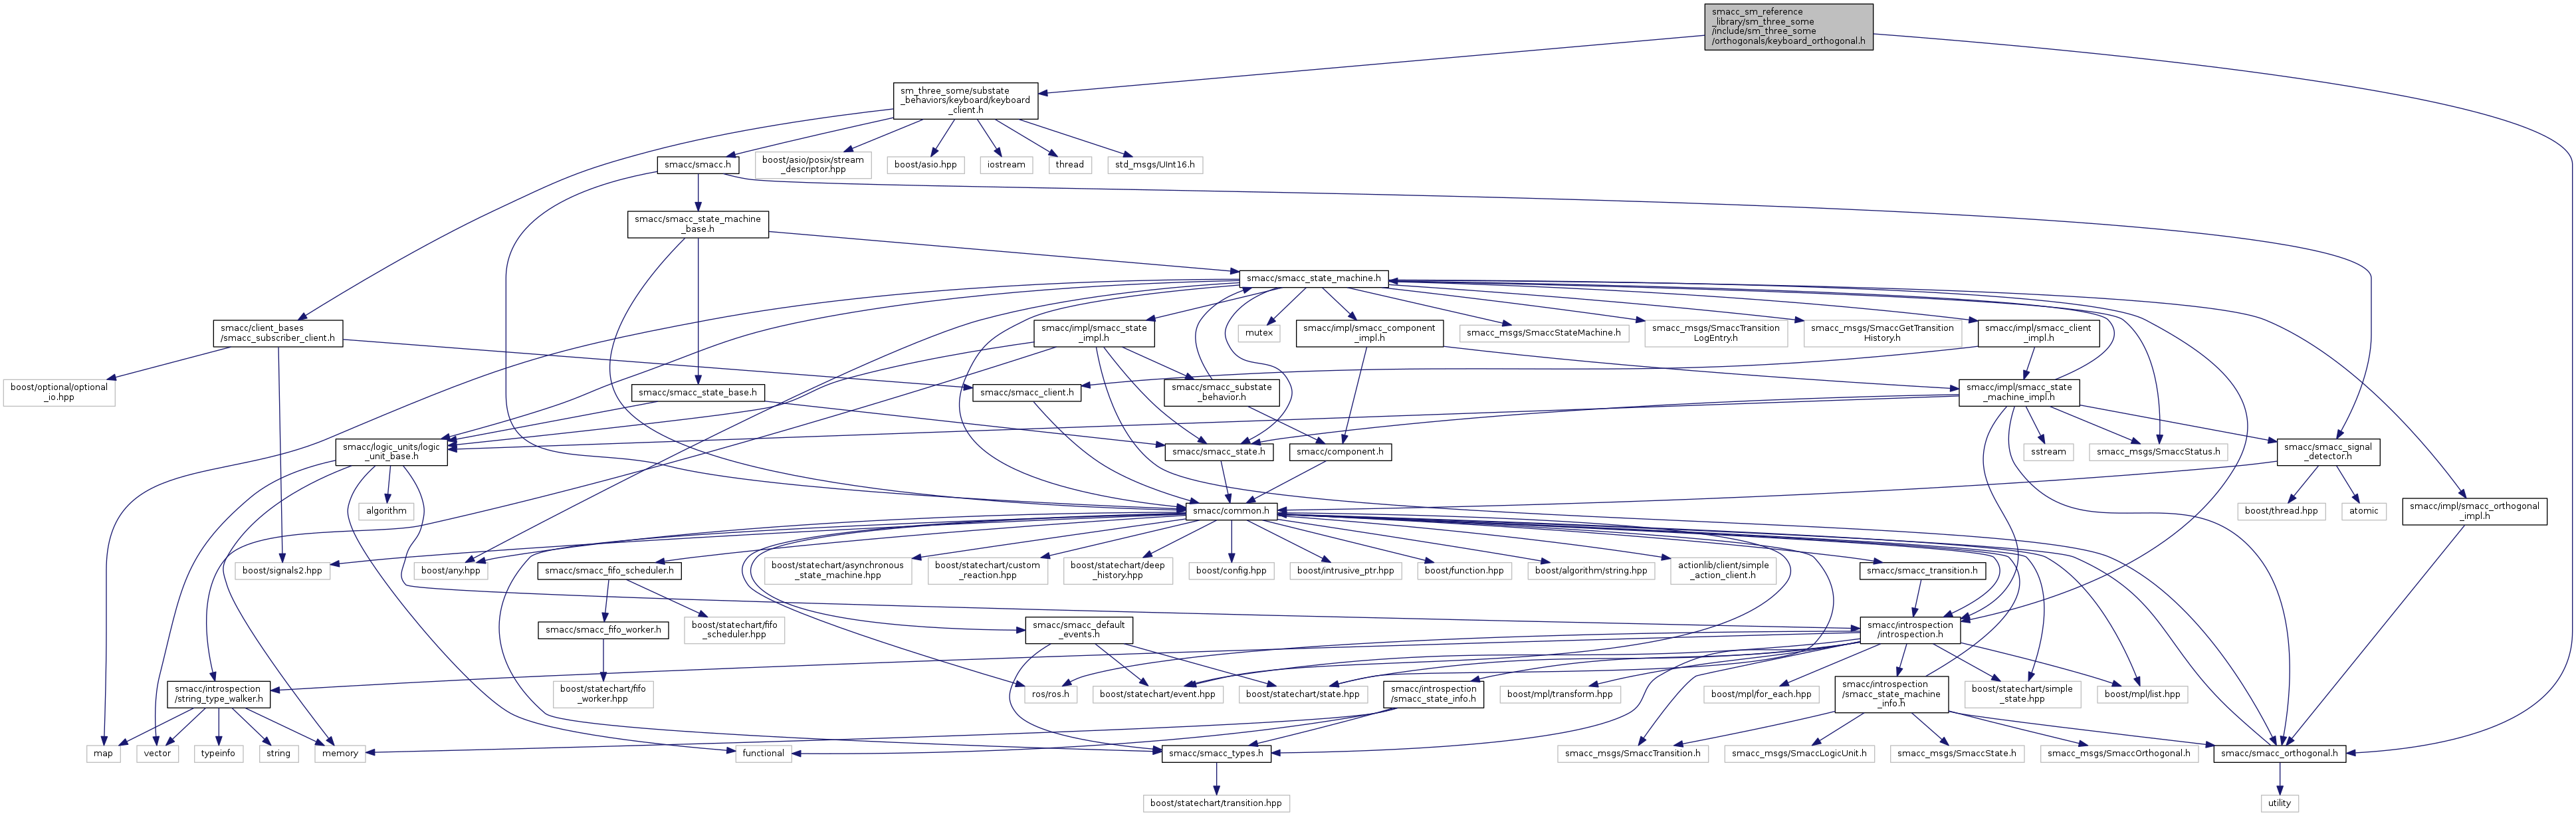 smacc_sm_reference
_library/sm_three_some
/include/sm_three_some
/orthogonals/keyboard_orthogonal.h
sm_three_some/substate
_behaviors/keyboard/keyboard
_client.h
smacc/smacc.h
boost/asio/posix/stream
_descriptor.hpp
boost/asio.hpp
iostream
thread
std_msgs/UInt16.h
smacc/smacc_state_machine
_base.h
smacc/smacc_state_machine.h
smacc/client_bases
/smacc_subscriber_client.h
smacc/impl/smacc_state
_impl.h
mutex
smacc/impl/smacc_component
_impl.h
smacc_msgs/SmaccStateMachine.h
smacc_msgs/SmaccTransition
LogEntry.h
smacc_msgs/SmaccGetTransition
History.h
smacc/impl/smacc_client
_impl.h
boost/optional/optional
_io.hpp
smacc/smacc_state_base.h
smacc/smacc_client.h
smacc/smacc_substate
_behavior.h
smacc/impl/smacc_state
_machine_impl.h
smacc/logic_units/logic
_unit_base.h
smacc/smacc_state.h
smacc/component.h
sstream
smacc_msgs/SmaccStatus.h
smacc/smacc_signal
_detector.h
algorithm
smacc/common.h
boost/thread.hpp
atomic
smacc/impl/smacc_orthogonal
_impl.h
boost/signals2.hpp
boost/any.hpp
smacc/smacc_fifo_scheduler.h
boost/statechart/asynchronous
_state_machine.hpp
boost/statechart/custom
_reaction.hpp
boost/statechart/deep
_history.hpp
boost/config.hpp
boost/intrusive_ptr.hpp
boost/function.hpp
boost/algorithm/string.hpp
actionlib/client/simple
_action_client.h
smacc/smacc_transition.h
smacc/smacc_fifo_worker.h
boost/statechart/fifo
_scheduler.hpp
smacc/smacc_default
_events.h
smacc/introspection
/introspection.h
smacc/introspection
/string_type_walker.h
boost/statechart/fifo
_worker.hpp
ros/ros.h
boost/statechart/event.hpp
boost/statechart/state.hpp
smacc/introspection
/smacc_state_info.h
boost/mpl/transform.hpp
boost/mpl/for_each.hpp
smacc/introspection
/smacc_state_machine
_info.h
boost/statechart/simple
_state.hpp
boost/mpl/list.hpp
map
vector
typeinfo
string
memory
functional
smacc/smacc_types.h
smacc_msgs/SmaccTransition.h
smacc_msgs/SmaccLogicUnit.h
smacc_msgs/SmaccState.h
smacc_msgs/SmaccOrthogonal.h
smacc/smacc_orthogonal.h
boost/statechart/transition.hpp
utility